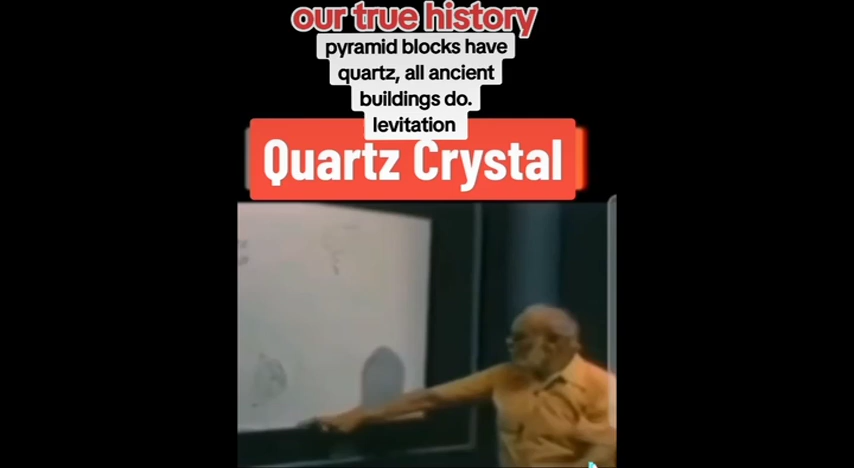 our true history
pyramid blocks have
quartz, all ancient
buildings do.
levitation
Quartz Crystal